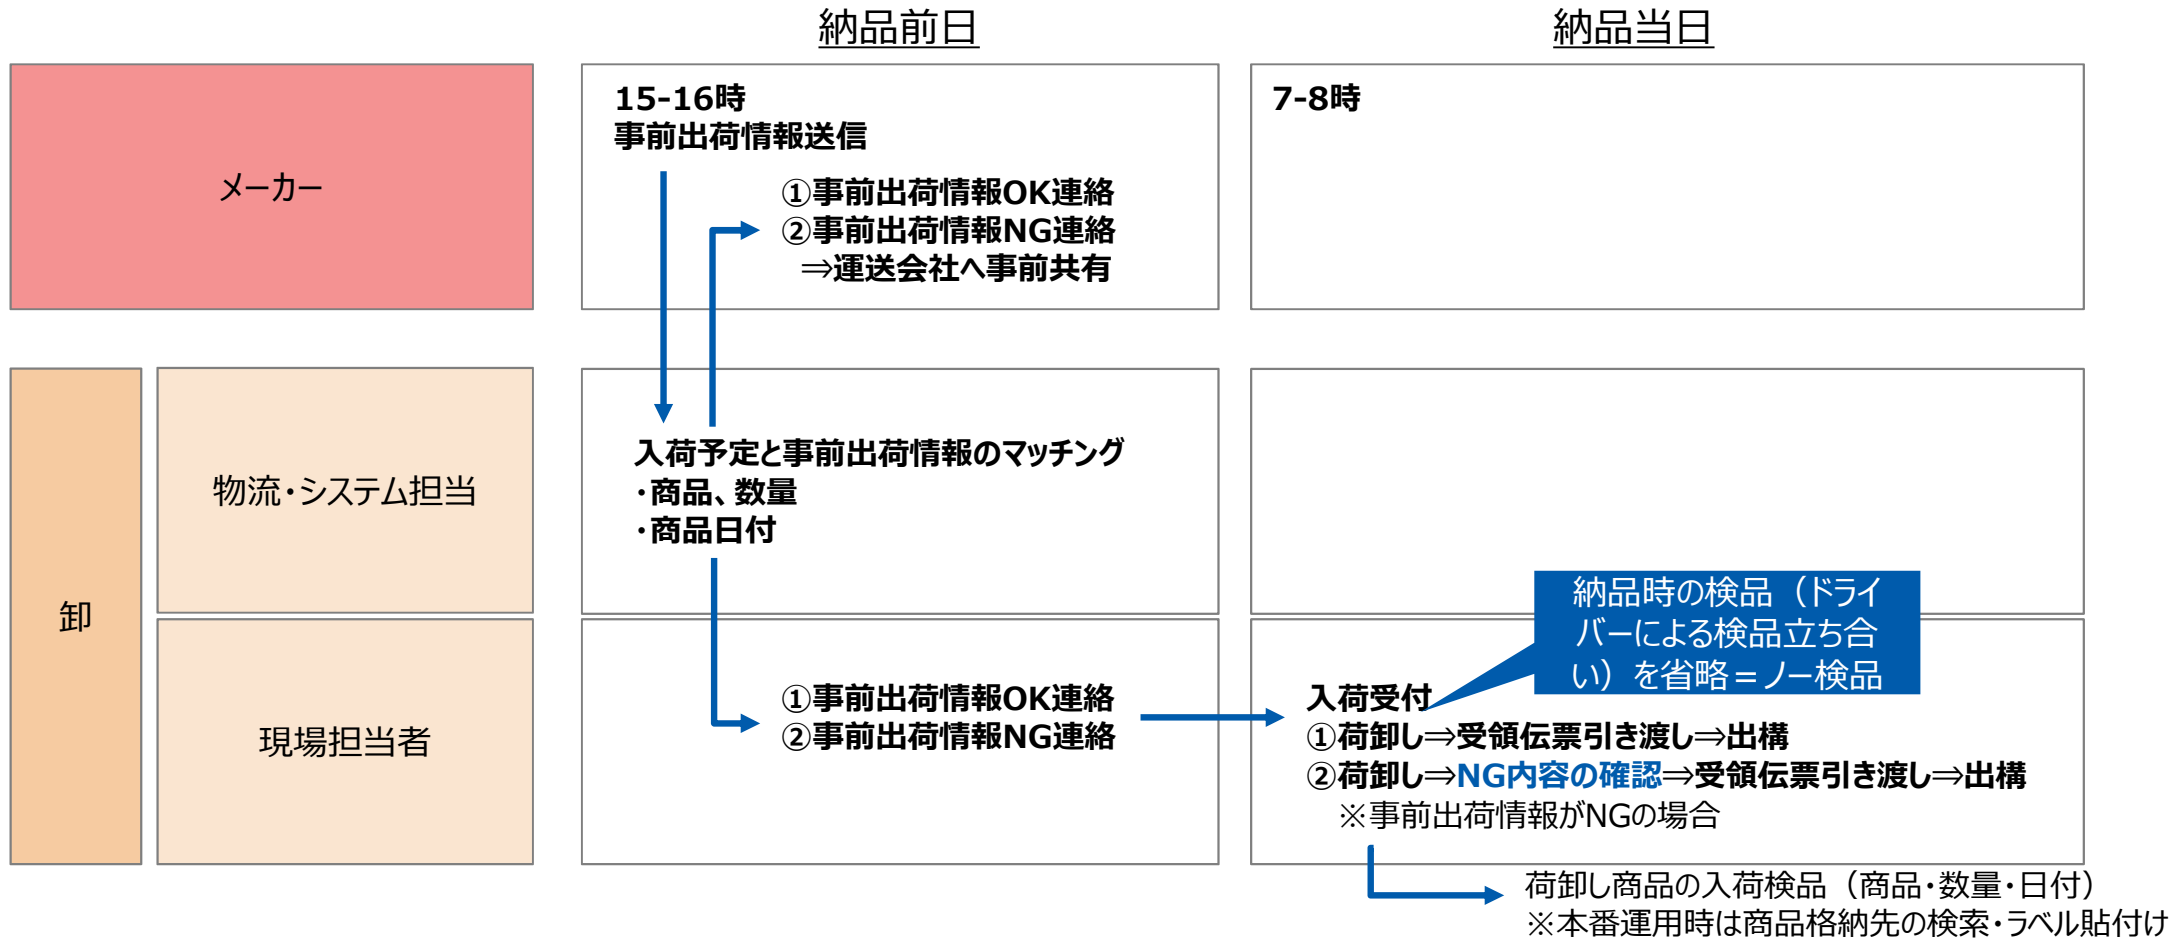 納品前日
納品当日
メーカー
15-16時
事前出荷情報送信
①事前出荷情報OK連絡
②事前出荷情報NG連絡
⇒運送会社へ事前共有
7-8時
卸
物流・システム担当
入荷予定と事前出荷情報のマッチング
・商品、数量
・商品日付
現場担当者
①事前出荷情報OK連絡
②事前出荷情報NG連絡
納品時の検品（ドライ
バーによる検品立ち合
い）を省略＝ノー検品
入荷受付
①荷卸し⇒受領伝票引き渡し⇒出構
②荷卸し⇒NG内容の確認⇒受領伝票引き渡し⇒出構
※事前出荷情報がNGの場合
荷卸し商品の入荷検品（商品・数量・日付）
※本番運用時は商品格納先の検索・ラベル貼付け